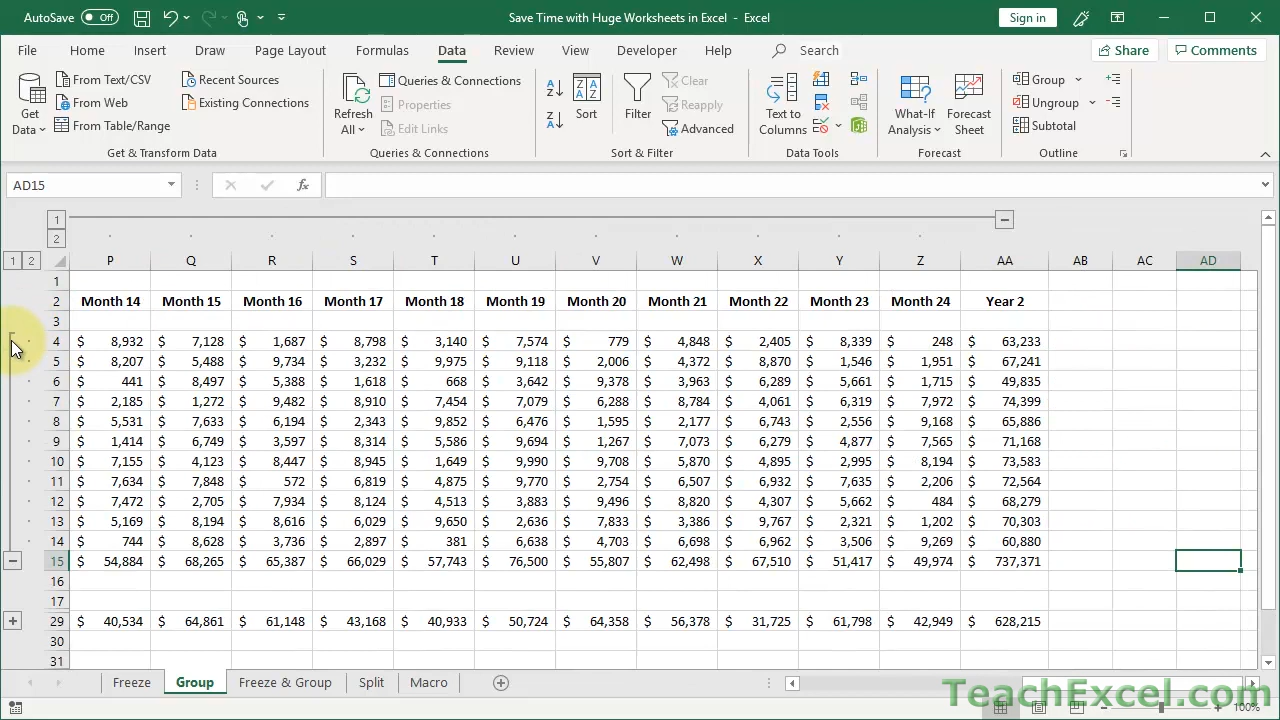 AutoSave Off Save Time with Huge Worksheets in Excel - Excel Sign in
File Home Insert Draw Page Layout Formulas Data Review View Developer Help Search Share Comments
Get Data From Text/CSV From Web From Table/Range Recent Sources Existing Connections
Get & Transform Data
Refresh All Queries & Connections Properties Edit Links
Queries & Connections
Sort Filter Clear Reapply Advanced
Sort & Filter
Text to Columns
Data Tools
What-If Analysis Forecast Sheet
Forecast
Group Ungroup Subtotal
Outline
AD15 fx
1
2
1 2 P Q R S T U V W X Y Z AA AB AC AD
1
2 Month 14 Month 15 Month 16 Month 17 Month 18 Month 19 Month 20 Month 21 Month 22 Month 23 Month 24 Year 2
3
4 $ 8,932 $ 7,128 $ 1,687 $ 8,798 $ 3,140 $ 7,574 $ 779 $ 4,848 $ 2,405 $ 8,339 $ 248 $ 63,233
5 $ 8,207 $ 5,488 $ 9,734 $ 3,232 $ 9,975 $ 9,118 $ 2,006 $ 4,372 $ 8,870 $ 1,546 $ 1,951 $ 67,241
6 $ 441 $ 8,497 $ 5,388 $ 1,618 $ 668 $ 3,642 $ 9,378 $ 3,963 $ 6,289 $ 5,661 $ 1,715 $ 49,835
7 $ 2,185 $ 1,272 $ 9,482 $ 8,910 $ 7,454 $ 7,079 $ 6,288 $ 8,784 $ 4,061 $ 6,319 $ 7,972 $ 74,399
8 $ 5,531 $ 7,633 $ 6,194 $ 2,343 $ 9,852 $ 6,476 $ 1,595 $ 2,177 $ 6,743 $ 2,556 $ 9,168 $ 65,886
9 $ 1,414 $ 6,749 $ 3,597 $ 8,314 $ 5,586 $ 9,694 $ 1,267 $ 7,073 $ 6,279 $ 4,877 $ 7,565 $ 71,168
10 $ 7,155 $ 4,123 $ 8,447 $ 8,945 $ 1,649 $ 9,990 $ 9,708 $ 5,870 $ 4,895 $ 2,995 $ 8,194 $ 73,583
11 $ 7,634 $ 7,848 $ 572 $ 6,819 $ 4,875 $ 9,770 $ 2,754 $ 6,507 $ 6,932 $ 7,635 $ 2,206 $ 72,564
12 $ 7,472 $ 2,705 $ 7,934 $ 8,124 $ 4,513 $ 3,883 $ 9,496 $ 8,820 $ 4,307 $ 5,662 $ 484 $ 68,279
13 $ 5,169 $ 8,194 $ 8,616 $ 6,029 $ 9,650 $ 2,636 $ 7,833 $ 3,386 $ 9,767 $ 2,321 $ 1,202 $ 70,303
14 $ 744 $ 8,628 $ 3,736 $ 2,897 $ 381 $ 6,638 $ 4,703 $ 6,698 $ 6,962 $ 3,506 $ 9,269 $ 60,880
15 $ 54,884 $ 68,265 $ 65,387 $ 66,029 $ 57,743 $ 76,500 $ 55,807 $ 62,498 $ 67,510 $ 51,417 $ 49,974 $ 737,371
16
17
29 $ 40,534 $ 64,861 $ 61,148 $ 43,168 $ 40,933 $ 50,724 $ 64,358 $ 56,378 $ 31,725 $ 61,798 $ 42,949 $ 628,215
30
31
Freeze Group Freeze & Group Split Macro
TeachExcel.com
100%